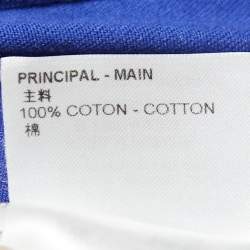 PRINCIPAL - MAIN
主料
100% COTON - COTTON
棉